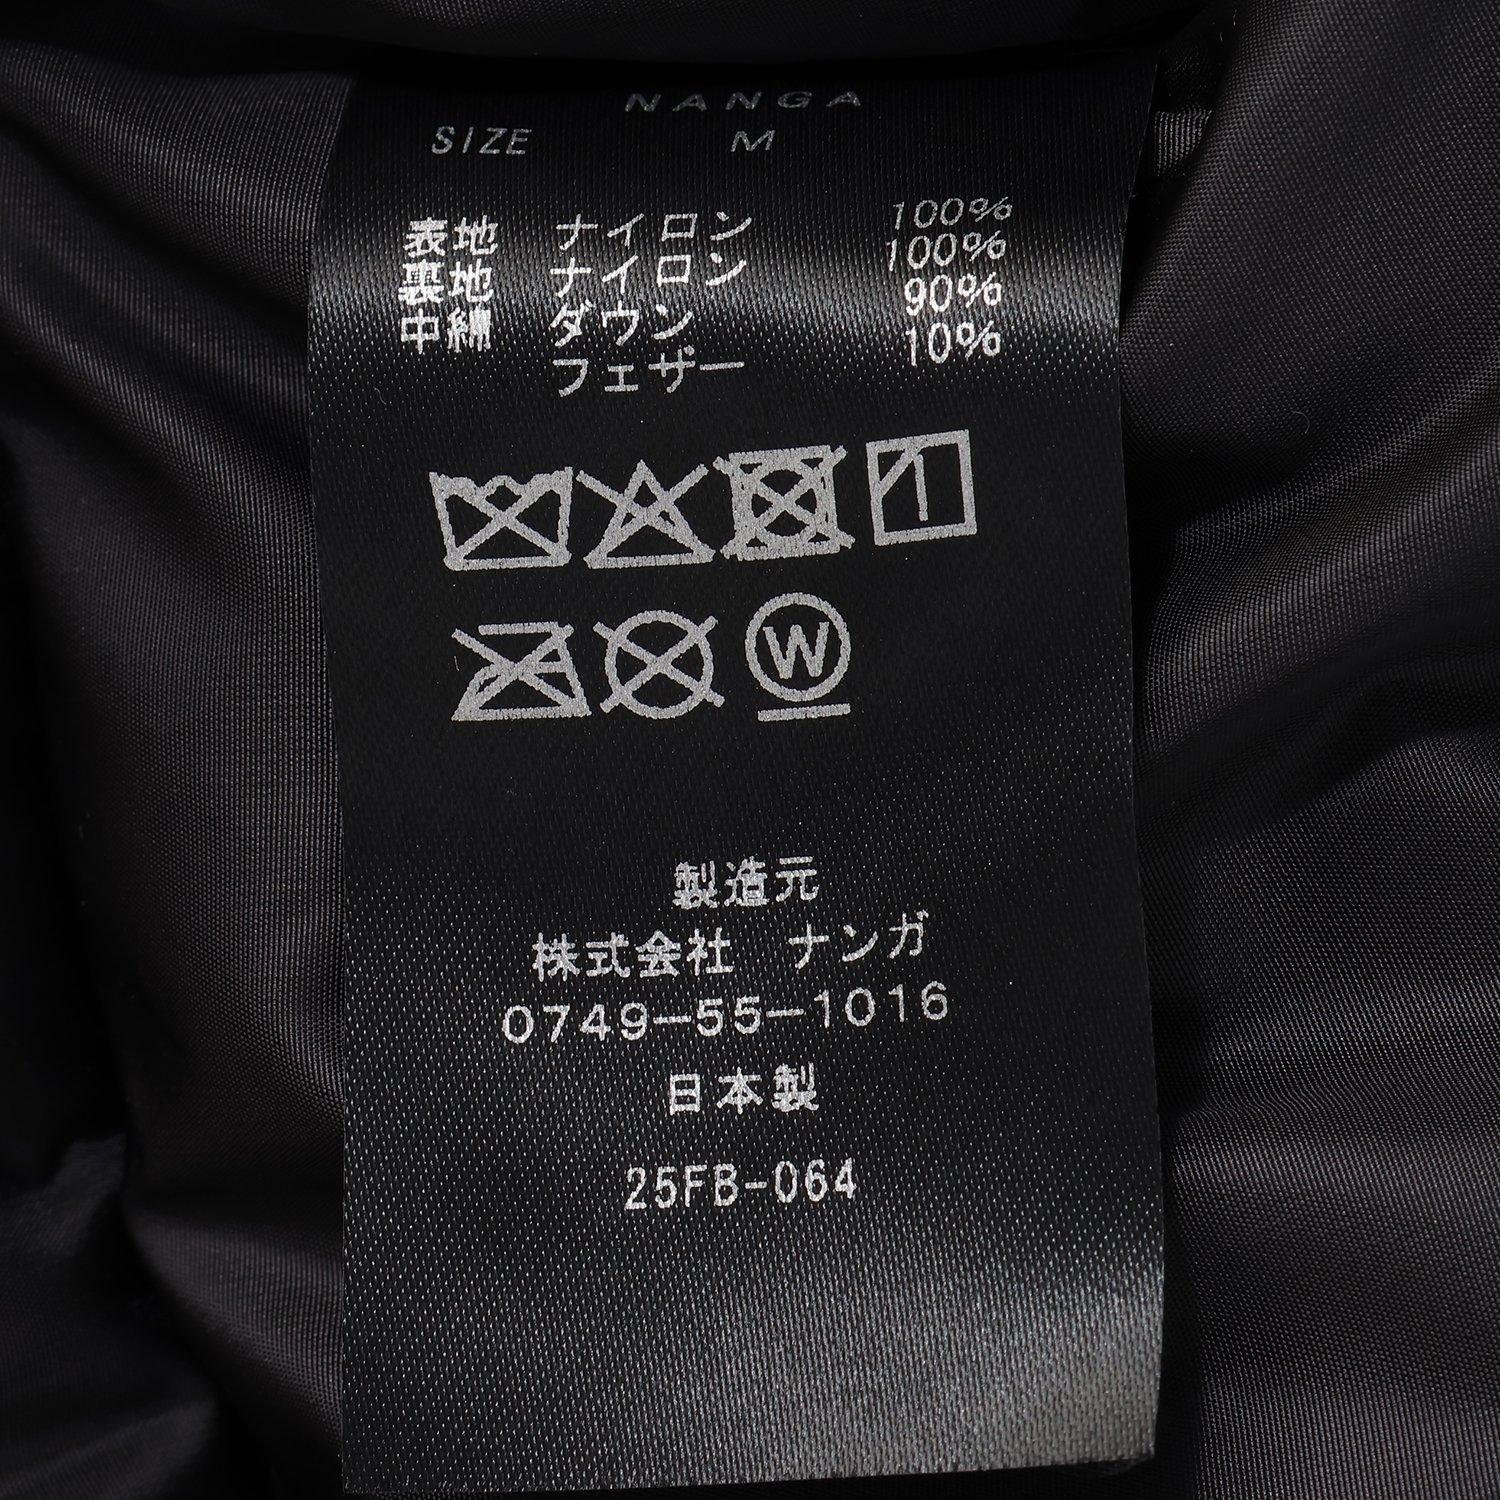 NANGA
SIZE M
表地 ナイロン 100%
裏地 ナイロン 100%
中綿 ダウン 90%
フェザー 10%
W
製造元
株式会社 ナンガ
0749-55-1016
日本製
25FB-064